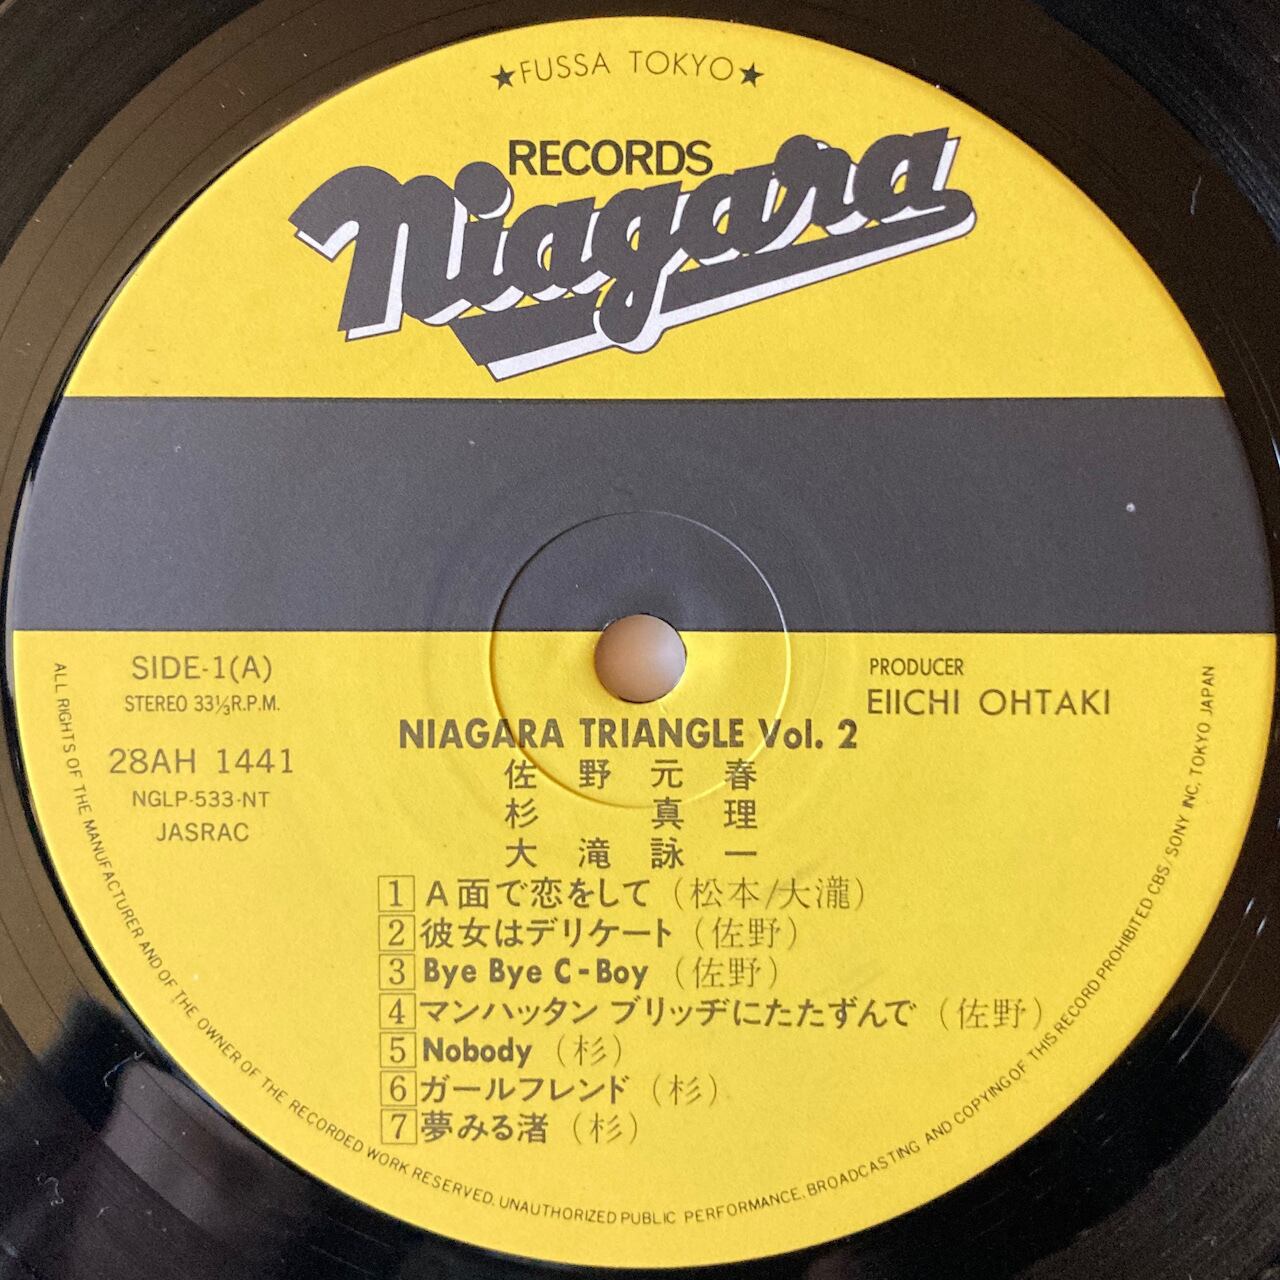 ★FUSSA TOKYO★
RECORDS
Niagara
SIDE-1(A)
STEREO 33⅓R.P.M.
28AH 1441
NGLP-533-NT
JASRAC
PRODUCER
EIICHI OHTAKI
NIAGARA TRIANGLE Vol. 2
佐野元春
杉真理
大滝詠一
1 A面で恋をして（松本/大瀧）
2 彼女はデリケート（佐野）
3 Bye Bye C-Boy（佐野）
4 マンハッタン ブリッヂにたたずんで（佐野）
5 Nobody（杉）
6 ガールフレンド（杉）
7 夢みる渚（杉）
ALL RIGHTS OF THE MANUFACTURER AND OF THE OWNER OF THE RECORDED WORK RESERVED. UNAUTHORIZED PUBLIC PERFORMANCE, BROADCASTING AND COPYING OF THIS RECORD PROHIBITED CBS/SONY INC. TOKYO JAPAN